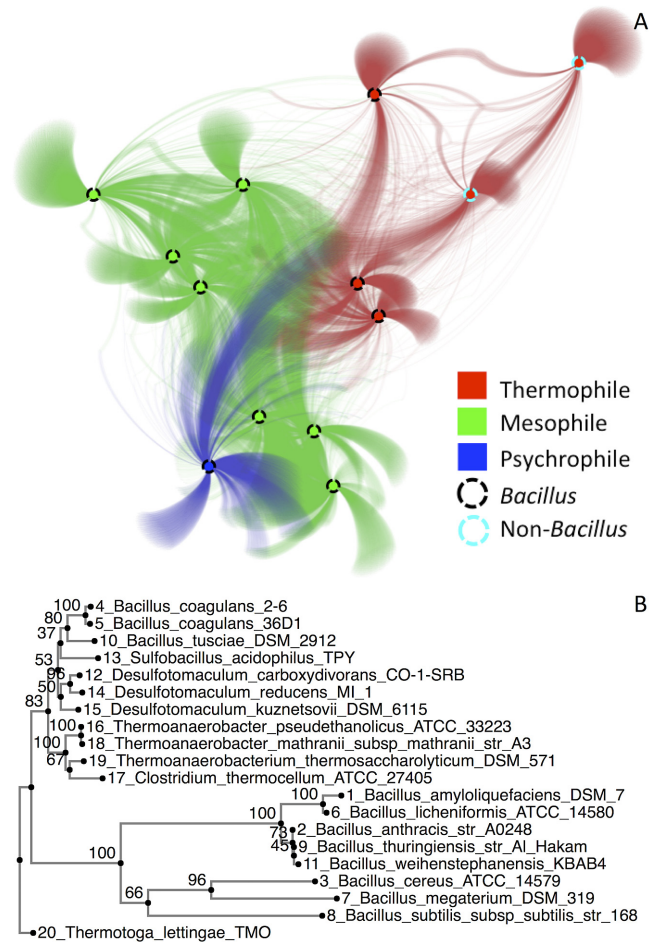 A
Thermophile
Mesophile
Psychrophile
Bacillus
Non-Bacillus
B
100 4_Bacillus_coagulans_2-6
80 5_Bacillus_coagulans_36D1
37 10_Bacillus_tusciae_DSM_2912
53 13_Sulfobacillus_acidophilus_TPY
96 12_Desulfotomaculum_carboxydivorans_CO-1-SRB
50 14_Desulfotomaculum_reducens_MI_1
83 15_Desulfotomaculum_kuznetsovii_DSM_6115
100 16_Thermoanaerobacter_pseudethanolicus_ATCC_33223
100 18_Thermoanaerobacter_mathranii_subsp_mathranii_str_A3
67 19_Thermoanaerobacterium_thermosaccharolyticum_DSM_571
17_Clostridium_thermocellum_ATCC_27405
100 1_Bacillus_amyloliquefaciens_DSM_7
100 6_Bacillus_licheniformis_ATCC_14580
73 2_Bacillus_anthracis_str_A0248
45 9_Bacillus_thuringiensis_str_Al_Hakam
100 11_Bacillus_weihenstephanensis_KBAB4
96 3_Bacillus_cereus_ATCC_14579
66 7_Bacillus_megaterium_DSM_319
8_Bacillus_subtilis_subsp_subtilis_str_168
20_Thermotoga_lettingae_TMO